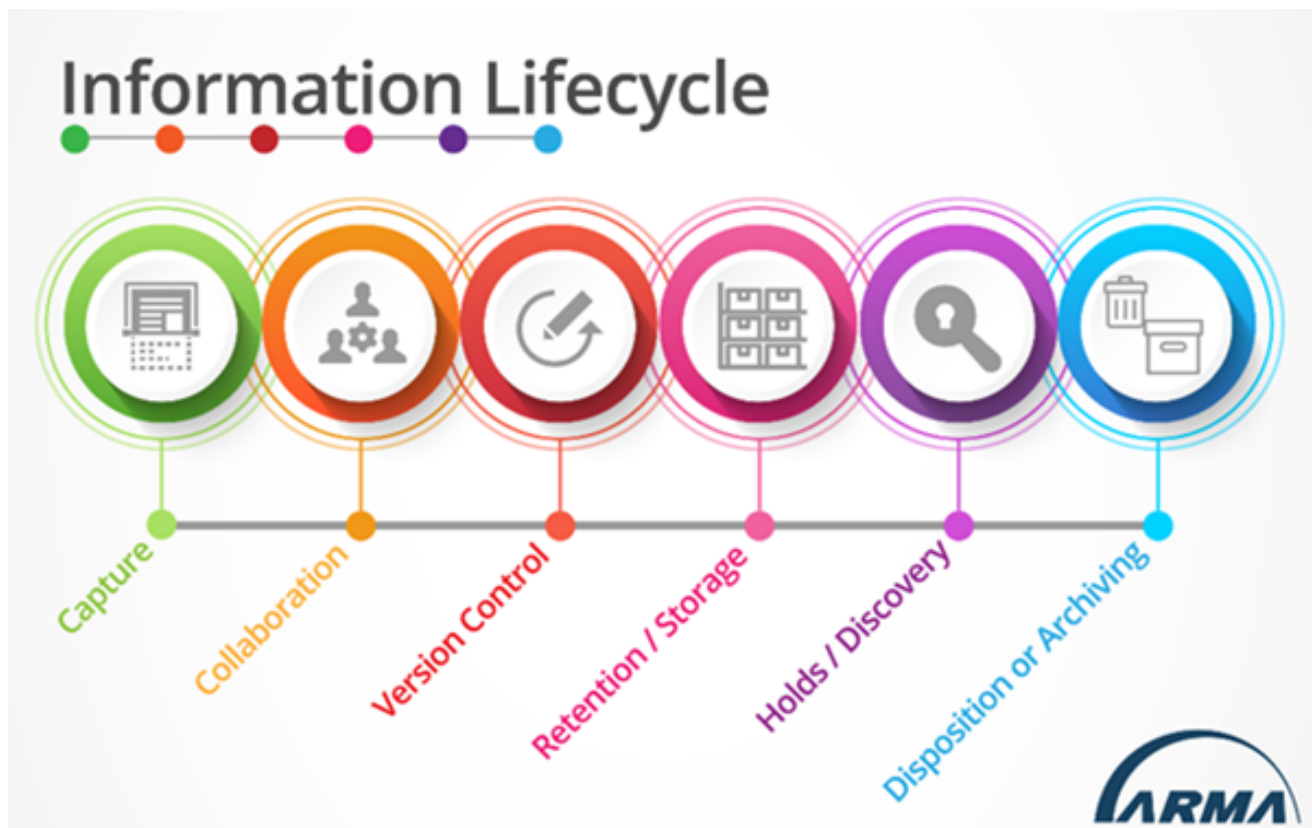 Information Lifecycle
Capture
Collaboration
Version Control
Retention / Storage
Holds / Discovery
Disposition or Archiving
ARMA